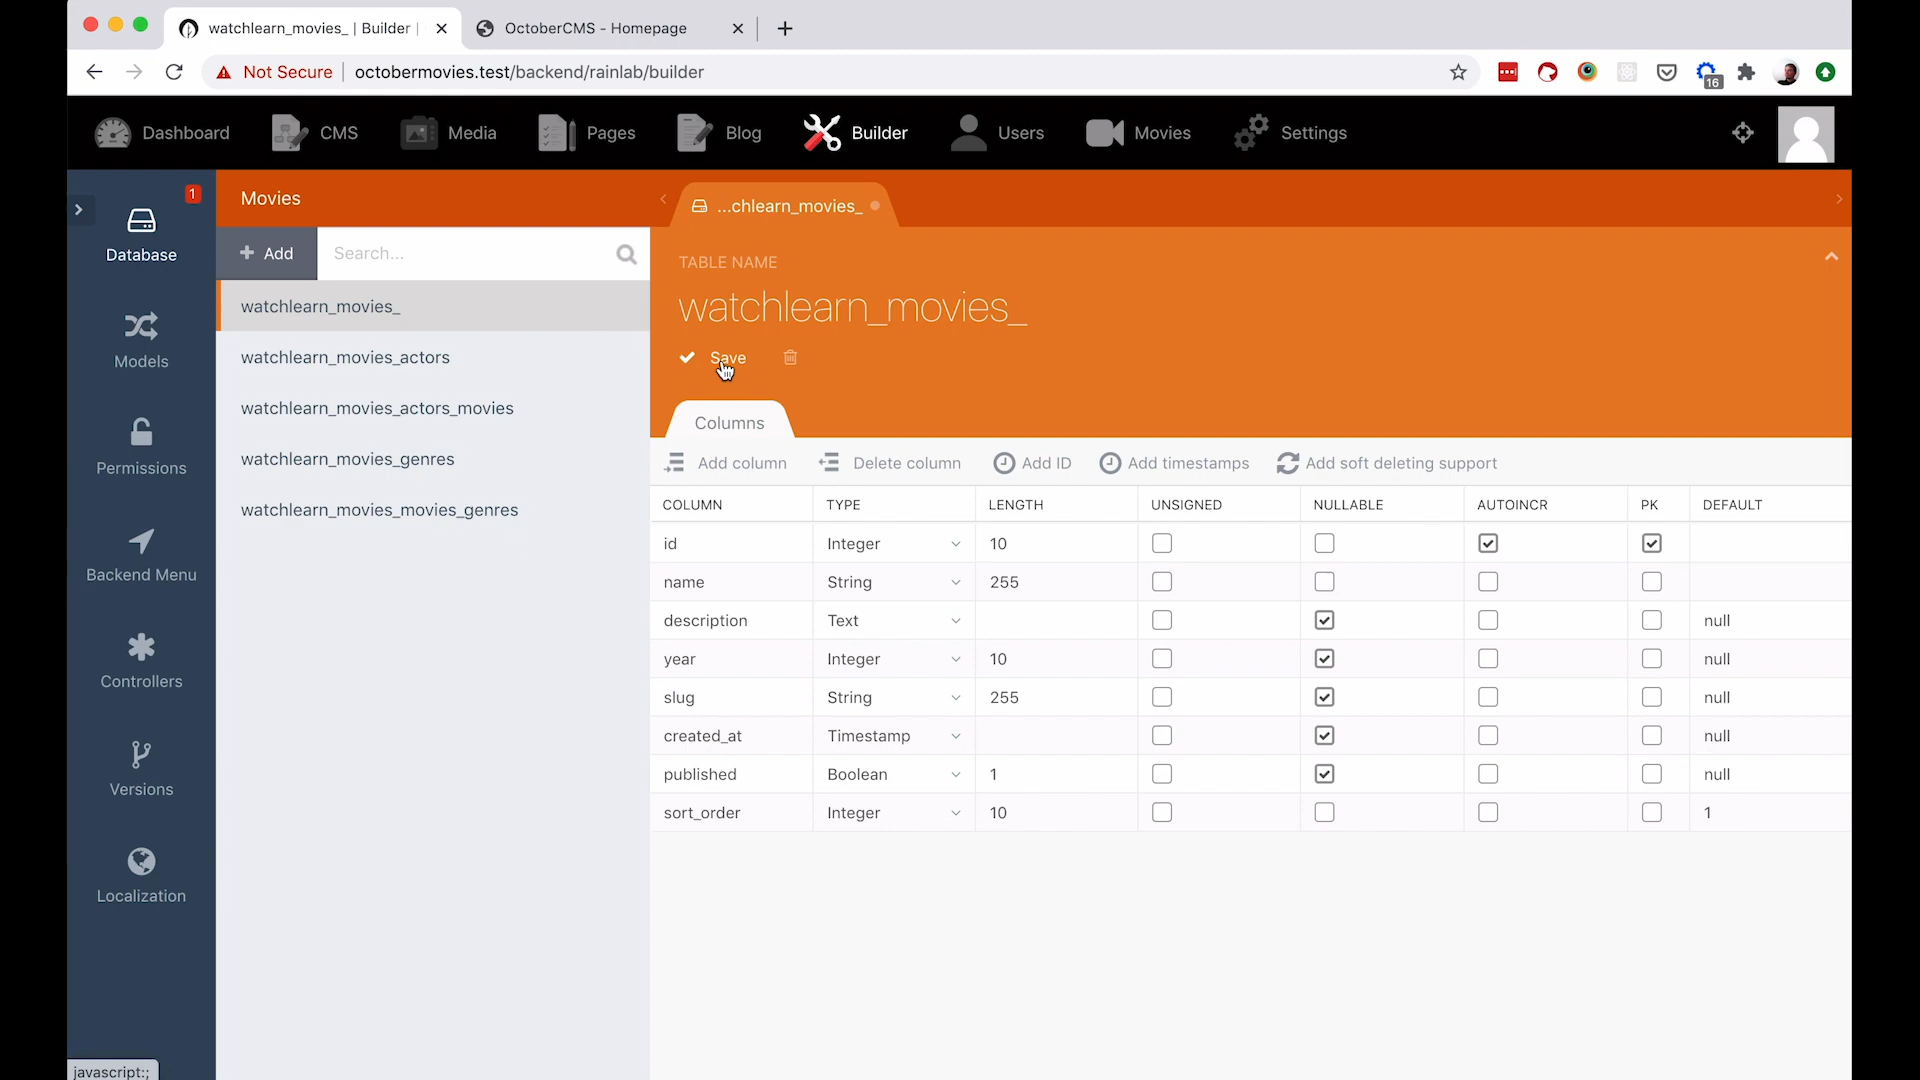 watchlearn_movies_ | Builder |
OctoberCMS - Homepage
Not Secure
octobermovies.test/backend/rainlab/builder
16
Dashboard
CMS
Media
Pages
Blog
Builder
Users
Movies
Settings
1
Database
Models
Permissions
Backend Menu
Controllers
Versions
Localization
Movies
Add
Search...
watchlearn_movies_
watchlearn_movies_actors
watchlearn_movies_actors_movies
watchlearn_movies_genres
watchlearn_movies_movies_genres
...chlearn_movies_
TABLE NAME
watchlearn_movies_
Save
Columns
Add column
Delete column
Add ID
Add timestamps
Add soft deleting support
COLUMN TYPE LENGTH UNSIGNED NULLABLE AUTOINCR PK DEFAULT
id Integer 10
name String 255
description Text null
year Integer 10 null
slug String 255 null
created_at Timestamp null
published Boolean 1 null
sort_order Integer 10 1
javascript:;